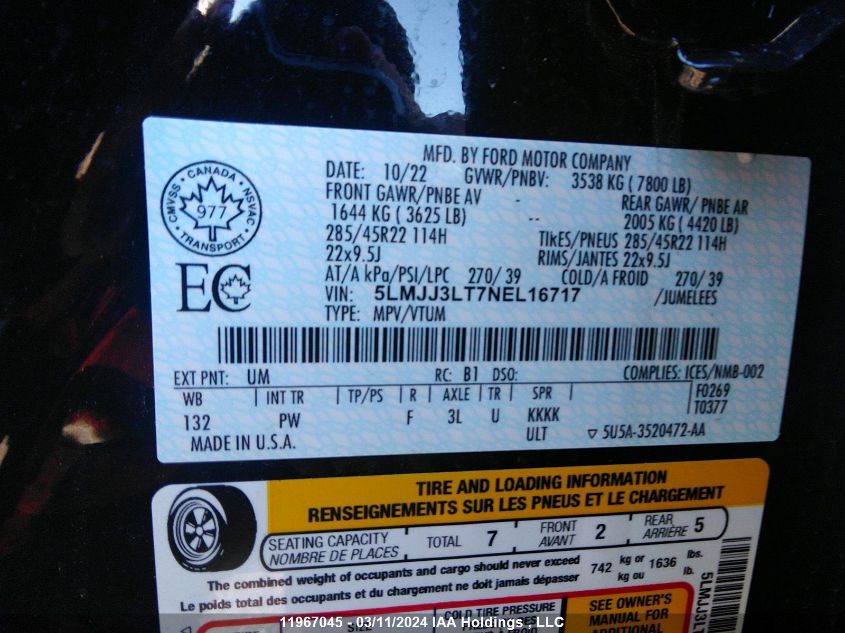 MFD. BY FORD MOTOR COMPANY
DATE: 10/22 GVWR/PNBV: 3538 KG ( 7800 LB)
FRONT GAWR/PNBE AV - REAR GAWR/ PNBE AR
1644 KG ( 3625 LB) -- 2005 KG ( 4420 LB)
285/45R22 114H TIRES/PNEUS 285/45R22 114H
22x9.5J RIMS/JANTES 22x9.5J
AT/A kPa/PSI/LPC 270/ 39 COLD/A FROID 270/ 39
VIN: 5LMJJ3LT7NEL16717 /JUMELEES
TYPE: MPV/VTUM
CMVSS · CANADA · NSVAC
977
TRANSPORT
EC
EXT PNT: UM RC: B1 DSO: COMPLIES: ICES/NMB-002
WB | INT TR | TP/PS | R | AXLE | TR | SPR | F0269
132 PW F 3L U KKKK T0377
MADE IN U.S.A. ULT ▽ 5U5A-3520472-AA
TIRE AND LOADING INFORMATION
RENSEIGNEMENTS SUR LES PNEUS ET LE CHARGEMENT
SEATING CAPACITY
NOMBRE DE PLACES
TOTAL 7
FRONT
AVANT 2
REAR
ARRIÈRE 5
The combined weight of occupants and cargo should never exceed
Le poids total des occupants et du chargement ne doit jamais dépasser
742 kg or 1636 lbs.
kg ou lb.
COLD TIRE PRESSURE
SEE OWNER'S
MANUAL FOR
5LMJJ3L
11967045 - 03/11/2024 IAA Holdings , LLC